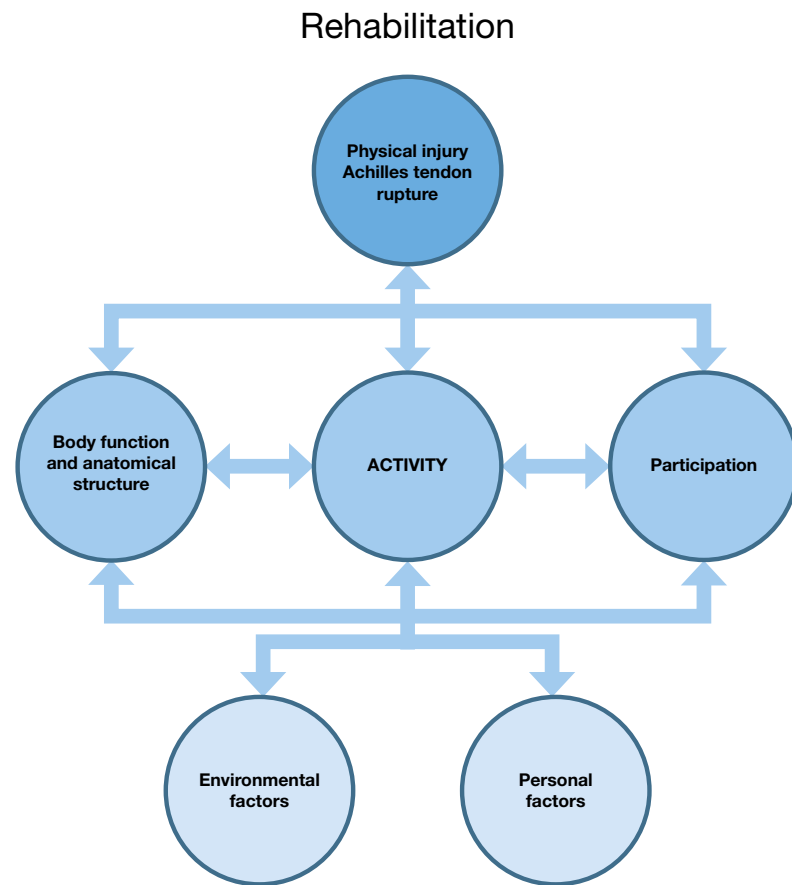 Rehabilitation
Physical injury
Achilles tendon
rupture
Body function
and anatomical
structure
ACTIVITY
Participation
Environmental
factors
Personal
factors